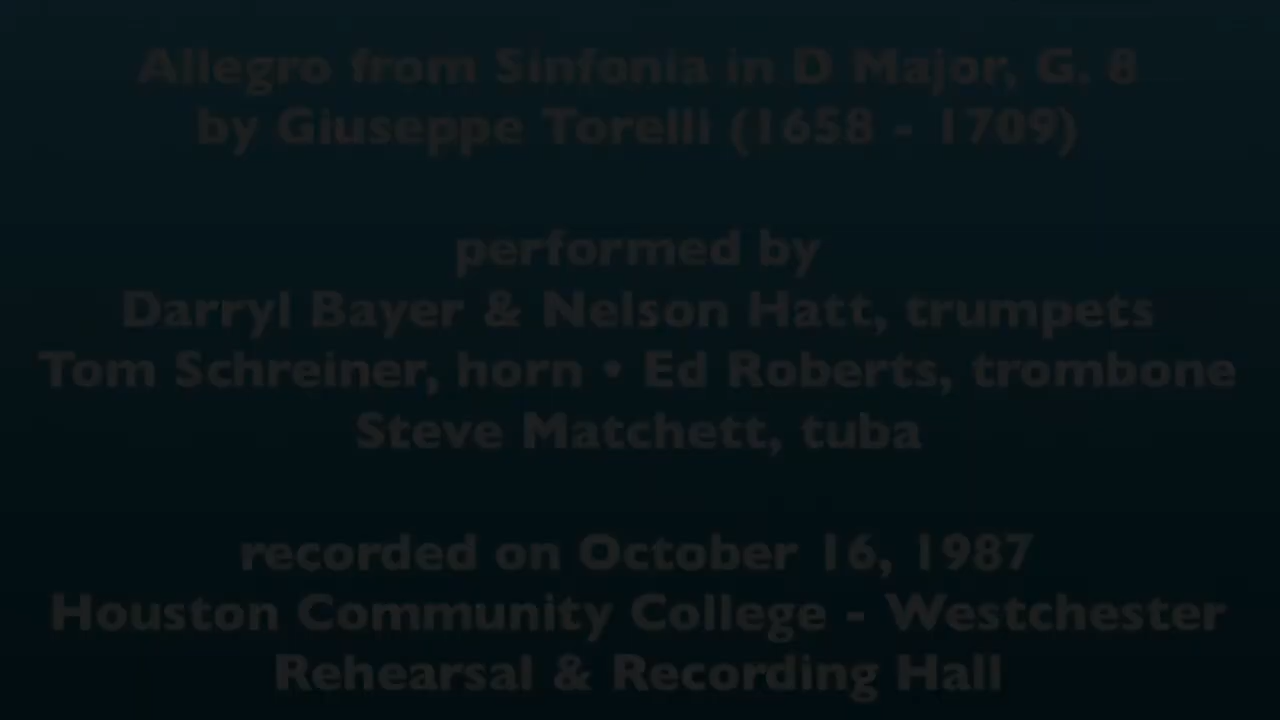 Allegro from Sinfonia in D Major, G. 8
by Giuseppe Torelli (1658 - 1709)
performed by
Darryl Bayer & Nelson Hatt, trumpets
Tom Schreiner, horn • Ed Roberts, trombone
Steve Matchett, tuba
recorded on October 16, 1987
Houston Community College - Westchester
Rehearsal & Recording Hall